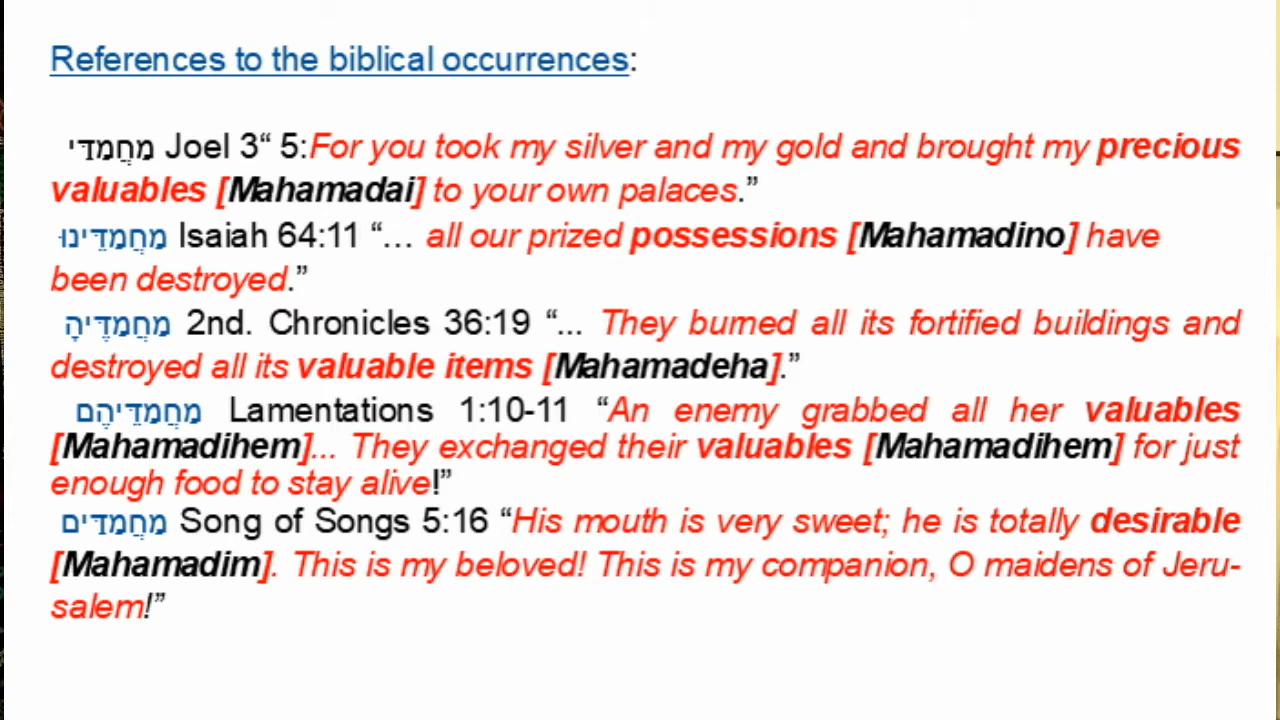 References to the biblical occurrences:
מַחֲמַדַּי Joel 3“ 5:For you took my silver and my gold and brought my precious
valuables [Mahamadai] to your own palaces.”
מַחֲמַדֵּינוּ Isaiah 64:11 “… all our prized possessions [Mahamadino] have
been destroyed.”
מַחֲמַדֶּיהָ 2nd. Chronicles 36:19 “... They burned all its fortified buildings and
destroyed all its valuable items [Mahamadeha].”
מַחֲמַדֵּיהֶם Lamentations 1:10-11 “An enemy grabbed all her valuables
[Mahamadihem]... They exchanged their valuables [Mahamadihem] for just
enough food to stay alive!”
מַחֲמַדִּים Song of Songs 5:16 “His mouth is very sweet; he is totally desirable
[Mahamadim]. This is my beloved! This is my companion, O maidens of Jeru-
salem!”